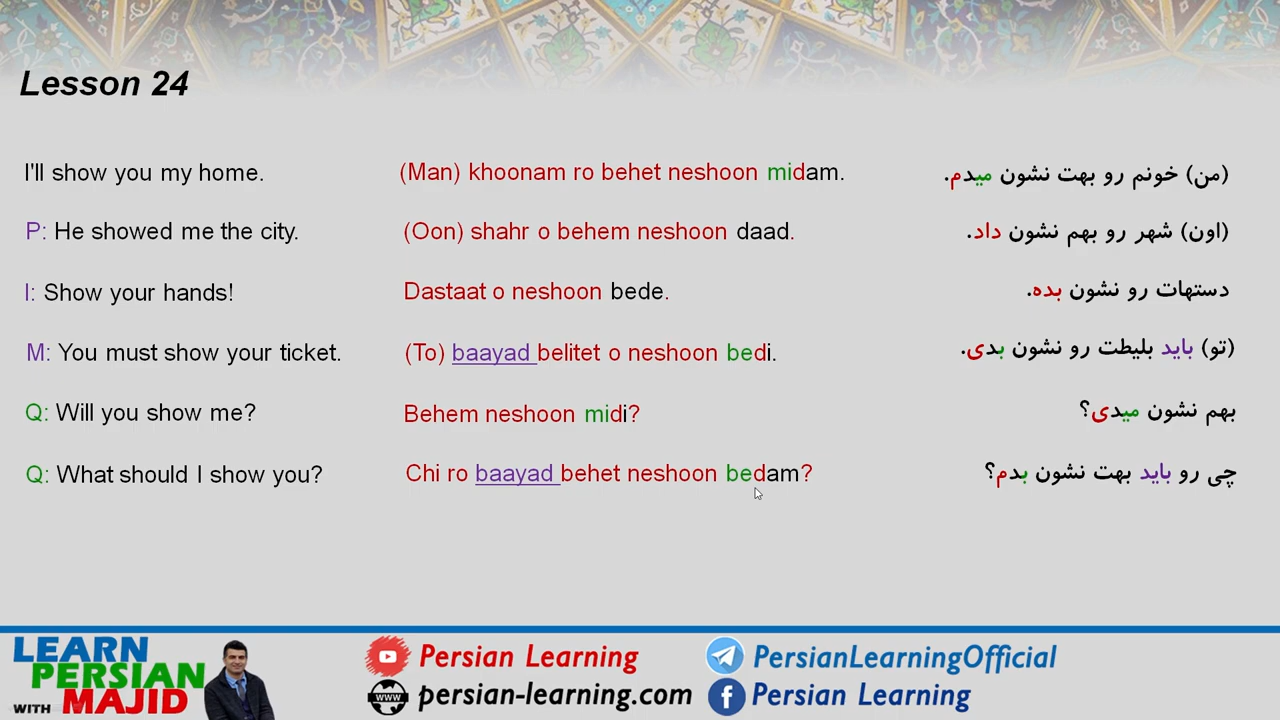 Lesson 24
I'll show you my home. (Man) khoonam ro behet neshoon midam. (من) خونم رو بهت نشون میدم.
P: He showed me the city. (Oon) shahr o behem neshoon daad. (اون) شهر رو بهم نشون داد.
I: Show your hands! Dastaat o neshoon bede. دستهات رو نشون بده.
M: You must show your ticket. (To) baayad belitet o neshoon bedi. (تو) باید بلیطت رو نشون بدی.
Q: Will you show me? Behem neshoon midi? بهم نشون میدی؟
Q: What should I show you? Chi ro baayad behet neshoon bedam? چی رو باید بهت نشون بدم؟
LEARN
PERSIAN
WITH MAJID
Persian Learning
PersianLearningOfficial
www persian-learning.com
Persian Learning